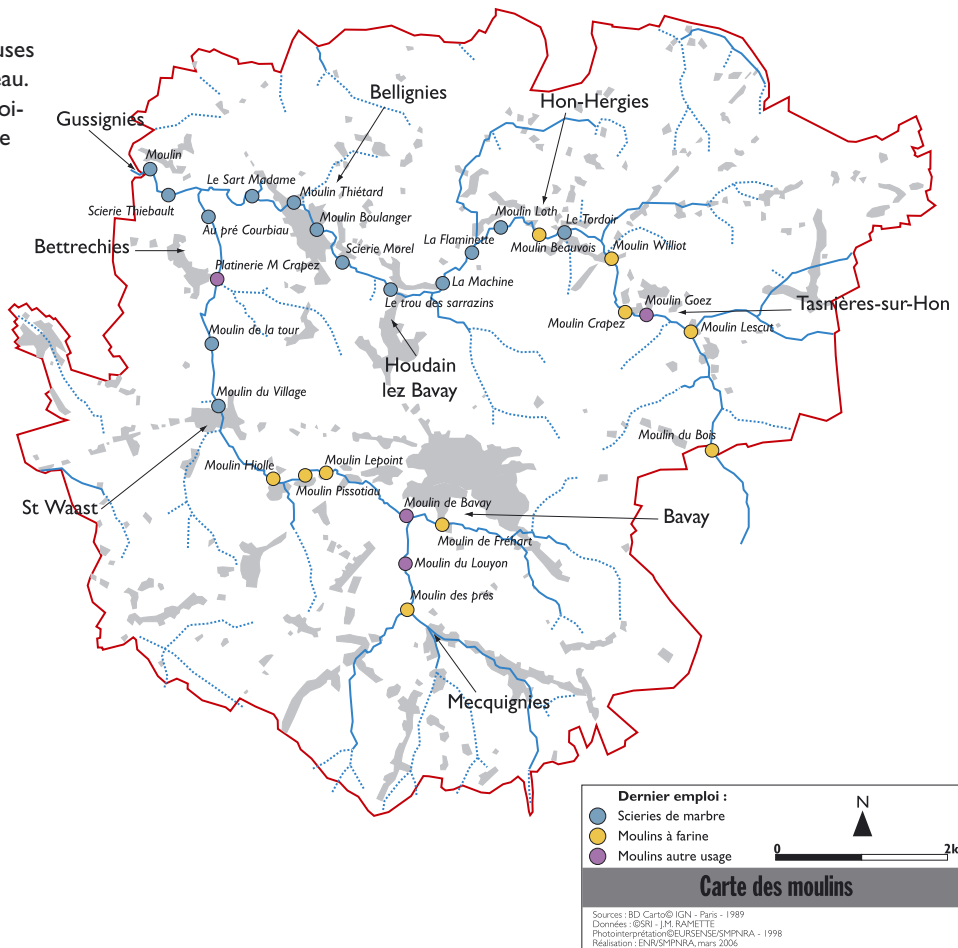 uses
eau.
oi-
e
Gussignies
Bellignies
Hon-Hergies
Moulin
Le Sart Madame
Moulin Thiétard
Scierie Thiebault
Au pré Courbiau
Moulin Boulanger
Moulin Loth
Le Tordoir
La Flaminette
Moulin Beauvois
Moulin Williot
Bettrechies
Scierie Morel
Platinerie M Crapez
La Machine
Le trou des sarrazins
Moulin Goez
Tasnières-sur-Hon
Moulin Crapez
Moulin Lescut
Moulin de la tour
Houdain
lez Bavay
Moulin du Village
Moulin du Bois
Moulin Hiolle
Moulin Lepoint
Moulin Pissotiau
St Waast
Moulin de Bavay
Bavay
Moulin de Fréhart
Moulin du Louyon
Moulin des prés
Mecquignies
Dernier emploi :
Scieries de marbre
Moulins à farine
Moulins autre usage
N
0
2k
Carte des moulins
Sources : BD Carto© IGN - Paris - 1989
Données : ©SRI - J.M. RAMETTE
Photointerprétation©EURSENSE/SMPNRA - 1998
Réalisation : ENR/SMPNRA, mars 2006